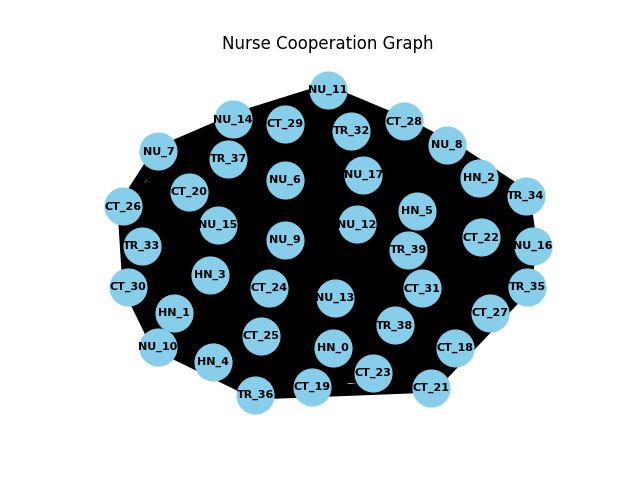 Nurse Cooperation Graph
NU_11
NU_14
CT_29
CT_28
TR_32
NU_8
NU_7
TR_37
NU_17
HN_2
NU_6
CT_20
TR_34
CT_26
HN_5
NU_15
NU_12
CT_22
NU_9
TR_33
NU_16
TR_39
HN_3
CT_30
CT_24
CT_31
TR_35
NU_13
HN_1
CT_27
TR_38
CT_25
NU_10
HN_0
CT_18
HN_4
CT_23
CT_19
CT_21
TR_36